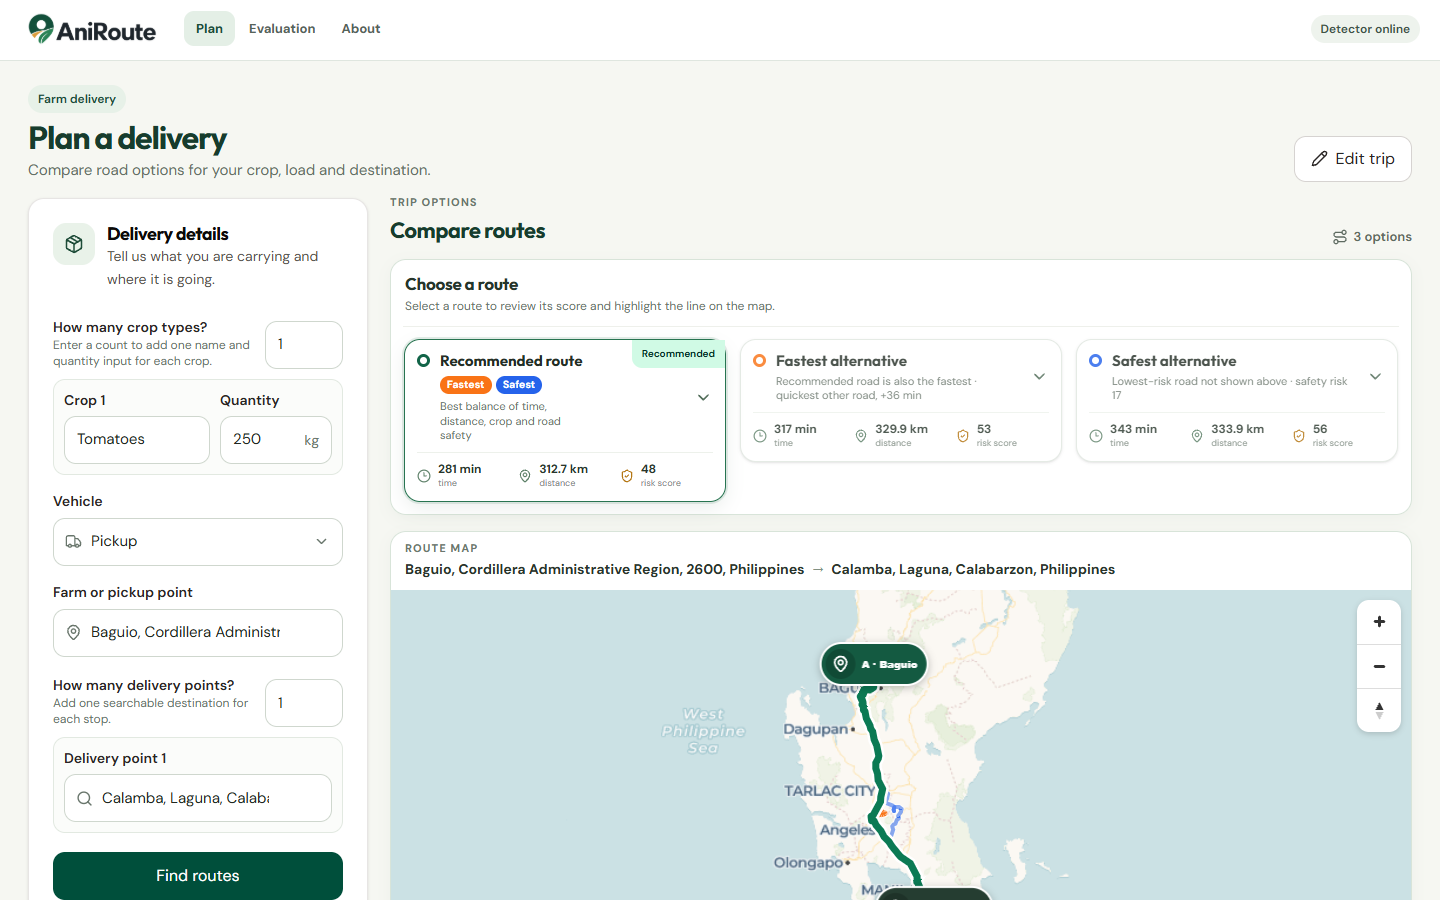 AniRoute
Plan
Evaluation
About
Detector online
Farm delivery
Plan a delivery
Compare road options for your crop, load and destination.
Edit trip
Delivery details
Tell us what you are carrying and
where it is going.
How many crop types?
Enter a count to add one name and
quantity input for each crop.
1
Crop 1
Quantity
Tomatoes
250
kg
Vehicle
Pickup
Farm or pickup point
Baguio, Cordillera Administr
How many delivery points?
Add one searchable destination for
each stop.
1
Delivery point 1
Calamba, Laguna, Calaba
Find routes
TRIP OPTIONS
Compare routes
3 options
Choose a route
Select a route to review its score and highlight the line on the map.
Recommended
Recommended route
Fastest
Safest
Best balance of time,
distance, crop and road
safety
281 min
time
312.7 km
distance
48
risk score
Fastest alternative
Recommended road is also the fastest ·
quickest other road, +36 min
317 min
time
329.9 km
distance
53
risk score
Safest alternative
Lowest-risk road not shown above · safety risk
17
343 min
time
333.9 km
distance
56
risk score
ROUTE MAP
Baguio, Cordillera Administrative Region, 2600, Philippines → Calamba, Laguna, Calabarzon, Philippines
A · Baguio
West
Philippine
Sea
Dagupan
TARLAC CITY
Angeles
Olongapo